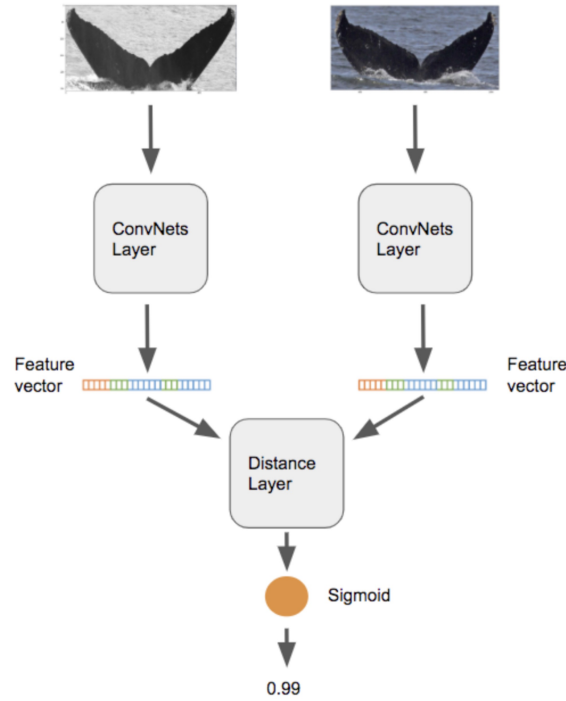 ConvNets
Layer
ConvNets
Layer
Feature
vector
Feature
vector
Distance
Layer
Sigmoid
0.99